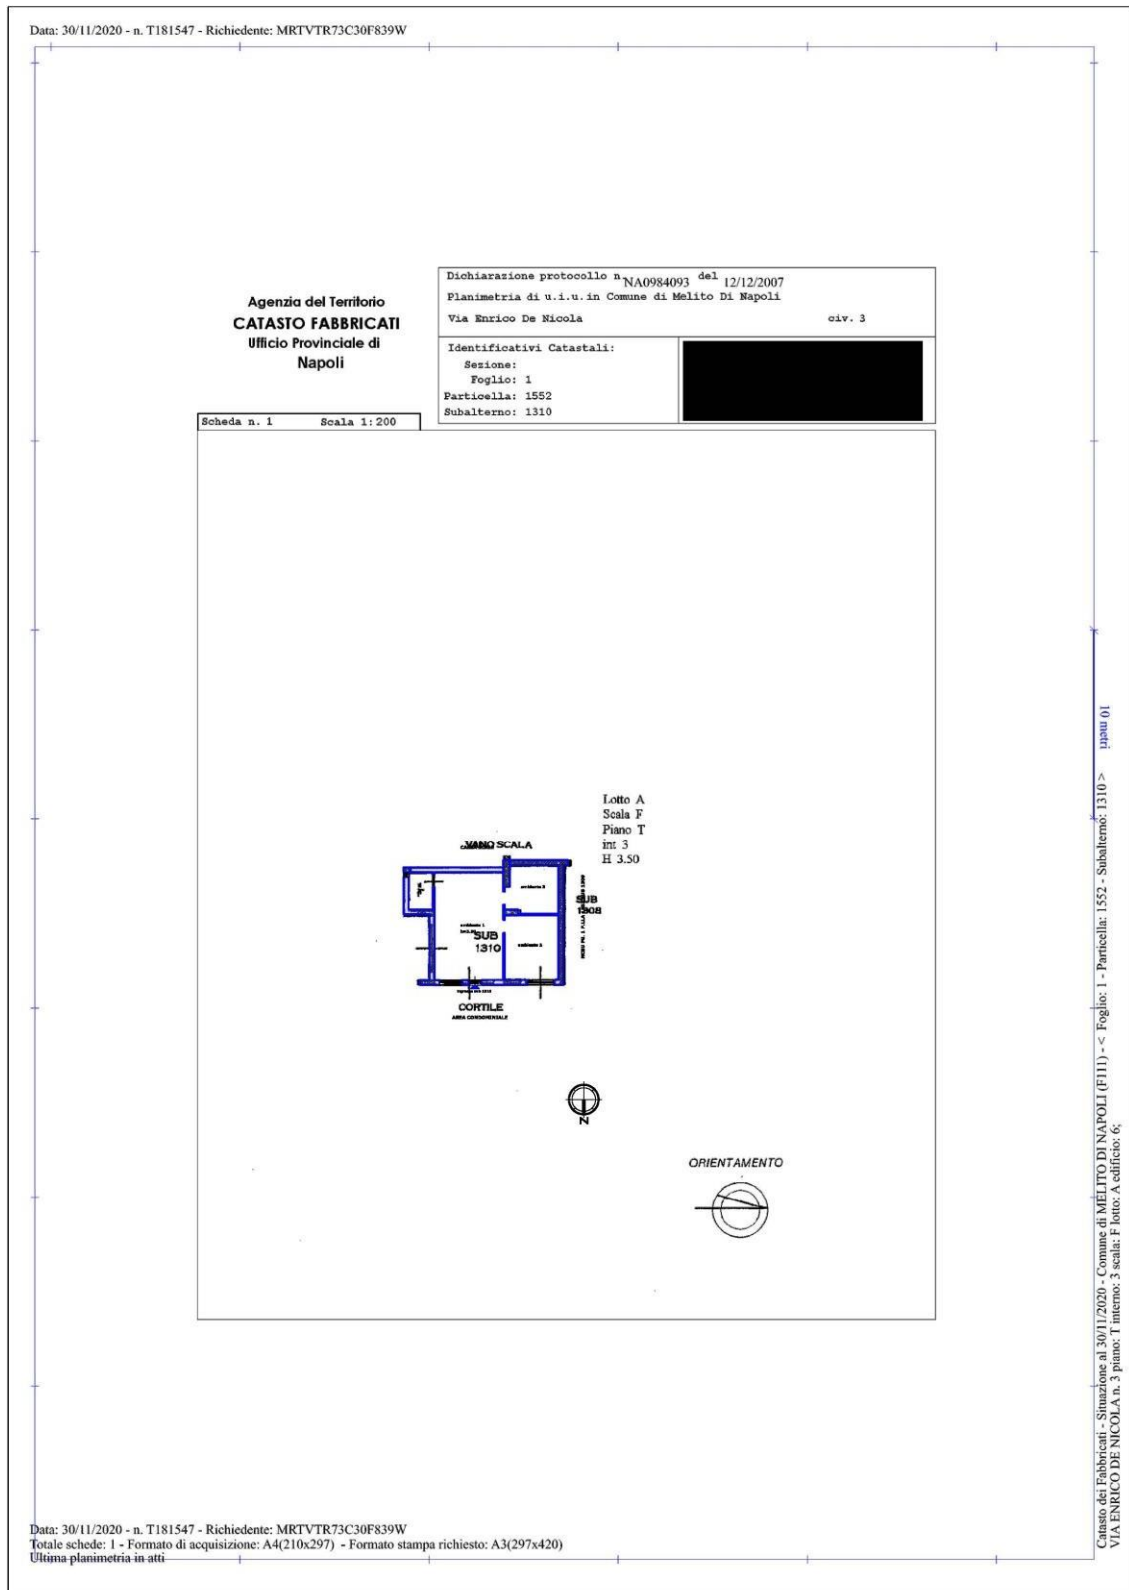 Data: 30/11/2020 - n. T181547 - Richiedente: MRTVTR73C30F839W
Agenzia del Territorio
CATASTO FABBRICATI
Ufficio Provinciale di
Napoli
Dichiarazione protocollo n. NA0984093 del 12/12/2007
Planimetria di u.i.u. in Comune di Melito Di Napoli
Via Enrico De Nicola civ. 3
Identificativi Catastali:
Sezione:
Foglio: 1
Particella: 1552
Subalterno: 1310
Scheda n. 1 Scala 1:200
Lotto A
Scala F
Piano T
int 3
H 3.50
VANO SCALA
ambiente 1
SUB
1310
SUB
1308
CORTILE
AREA CONDOMINIALE
N
ORIENTAMENTO
10 metri
Catasto dei Fabbricati - Situazione al 30/11/2020 - Comune di MELITO DI NAPOLI (F111) - < Foglio: 1 - Particella: 1552 - Subalterno: 1310 >
VIA ENRICO DE NICOLA n. 3 piano: T interno: 3 scala: F lotto: A edificio: 6;
Data: 30/11/2020 - n. T181547 - Richiedente: MRTVTR73C30F839W
Totale schede: 1 - Formato di acquisizione: A4(210x297) - Formato stampa richiesto: A3(297x420)
Ultima planimetria in atti